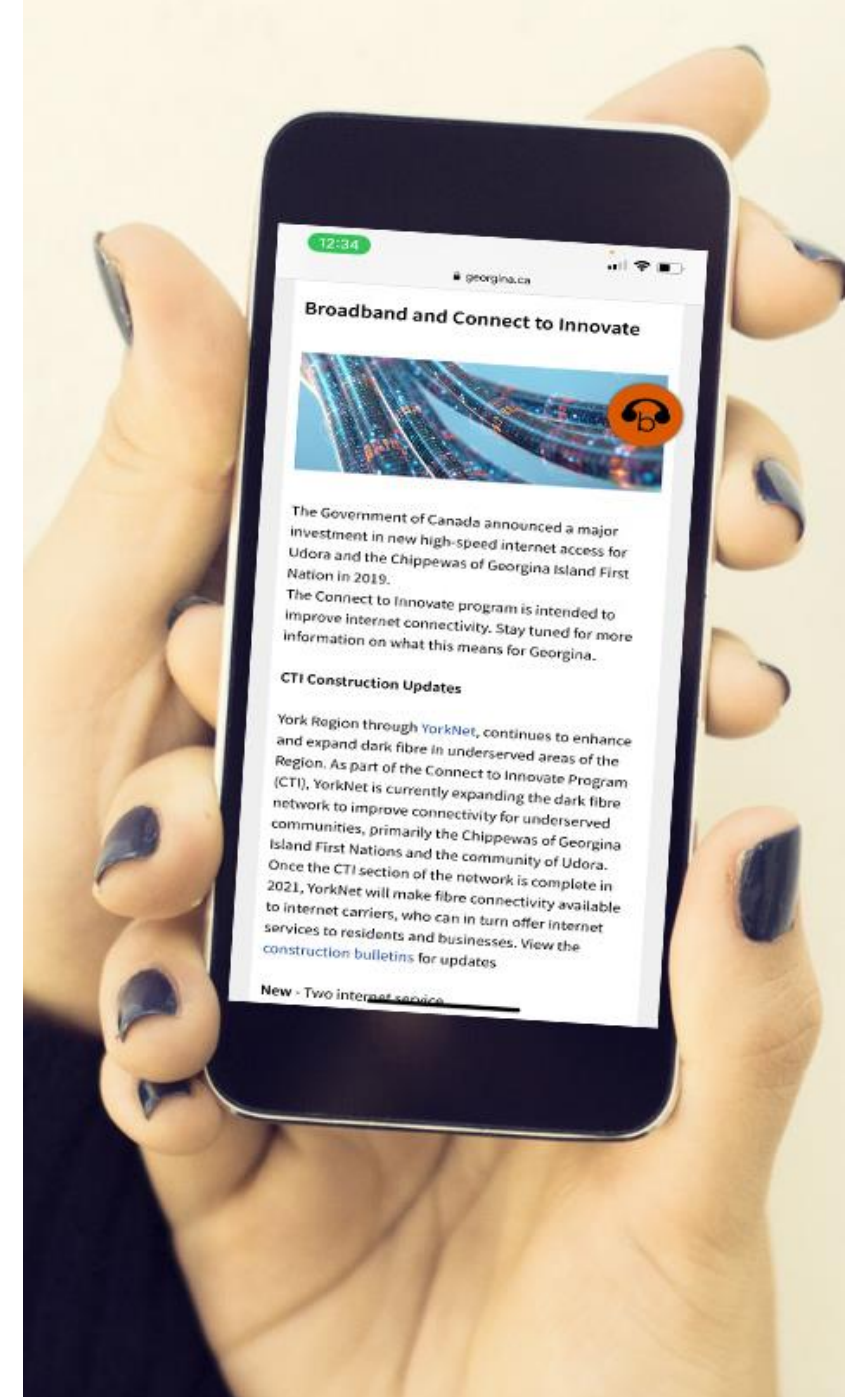 12:34
georgina.ca
Broadband and Connect to Innovate
b
The Government of Canada announced a major
investment in new high-speed internet access for
Udora and the Chippewas of Georgina Island First
Nation in 2019.
The Connect to Innovate program is intended to
improve internet connectivity. Stay tuned for more
information on what this means for Georgina.
CTI Construction Updates
York Region through YorkNet, continues to enhance
and expand dark fibre in underserved areas of the
Region. As part of the Connect to Innovate Program
(CTI), YorkNet is currently expanding the dark fibre
network to improve connectivity for underserved
communities, primarily the Chippewas of Georgina
Island First Nations and the community of Udora.
Once the CTI section of the network is complete in
2021, YorkNet will make fibre connectivity available
to internet carriers, who can in turn offer internet
services to residents and businesses. View the
construction bulletins for updates
New - Two internet service